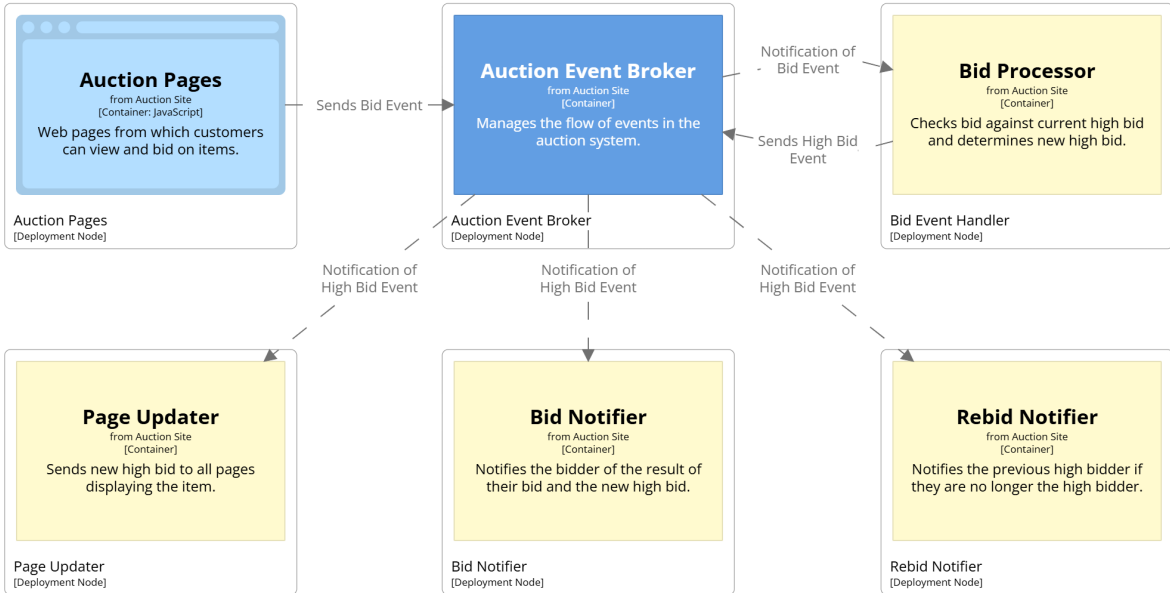 Auction Pages
from Auction Site
[Container: JavaScript]
Web pages from which customers
can view and bid on items.
Auction Pages
[Deployment Node]
Sends Bid Event
Auction Event Broker
from Auction Site
[Container]
Manages the flow of events in the
auction system.
Auction Event Broker
[Deployment Node]
Notification of
Bid Event
Sends High Bid
Event
Bid Processor
from Auction Site
[Container]
Checks bid against current high bid
and determines new high bid.
Bid Event Handler
[Deployment Node]
Notification of
High Bid Event
Notification of
High Bid Event
Notification of
High Bid Event
Page Updater
from Auction Site
[Container]
Sends new high bid to all pages
displaying the item.
Page Updater
[Deployment Node]
Bid Notifier
from Auction Site
[Container]
Notifies the bidder of the result of
their bid and the new high bid.
Bid Notifier
[Deployment Node]
Rebid Notifier
from Auction Site
[Container]
Notifies the previous high bidder if
they are no longer the high bidder.
Rebid Notifier
[Deployment Node]